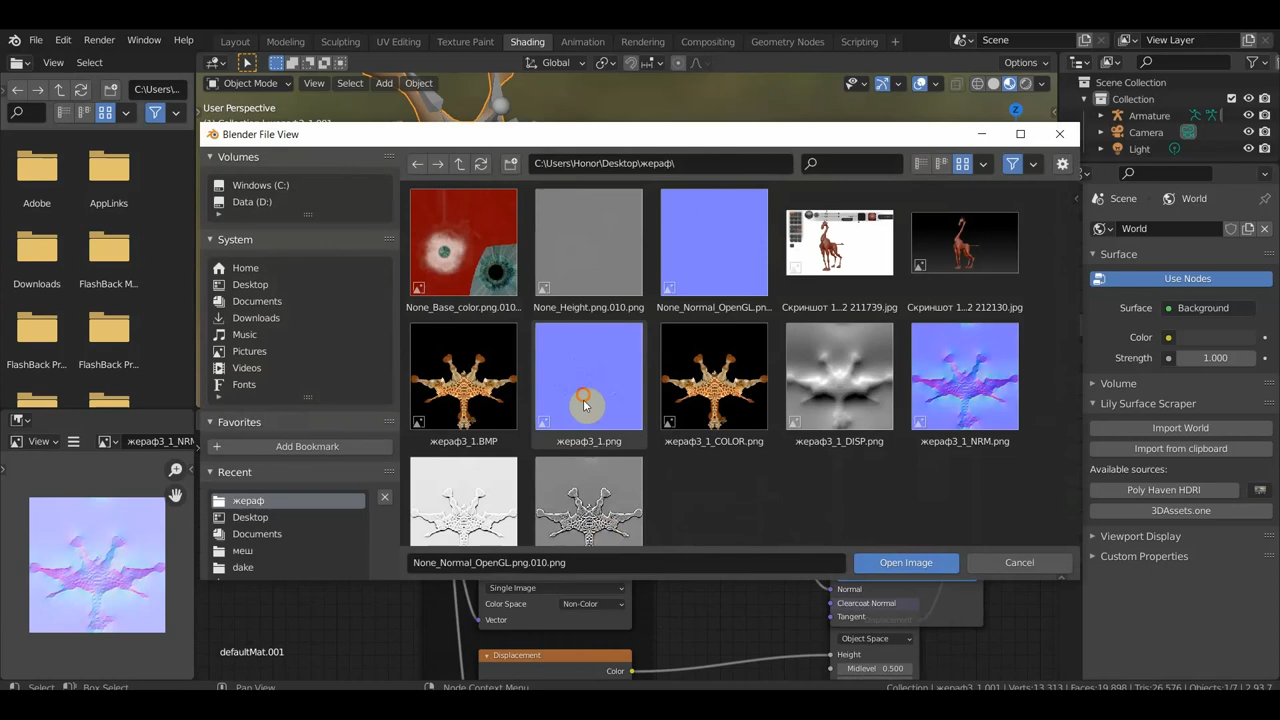 File Edit Render Window Help
Layout Modeling Sculpting UV Editing Texture Paint Shading Animation Rendering Compositing Geometry Nodes Scripting +
Scene
View Layer
View Select
Object Mode View Select Add Object
Global
Options
C:\Users\...
User Perspective
Scene Collection
Collection
Armature
Camera
Light
Blender File View
Volumes
Windows (C:)
Data (D:)
System
Home
Desktop
Documents
Downloads
Music
Pictures
Videos
Fonts
Favorites
Add Bookmark
Recent
жераф
Desktop
Documents
меш
dake
C:\Users\Honor\Desktop\жераф\
None_Base_color.png.010...
None_Height.png.010.png
None_Normal_OpenGL.pn...
Скриншот 1...2 211739.jpg
Скриншот 1...2 212130.jpg
жераф3_1.BMP
жераф3_1.png
жераф3_1_COLOR.png
жераф3_1_DISP.png
жераф3_1_NRM.png
None_Normal_OpenGL.png.010.png
Open Image
Cancel
Adobe
AppLinks
Downloads
FlashBack M...
FlashBack Pr...
FlashBack Pr...
View
жераф3_1_NRM
Scene
World
World
Surface
Use Nodes
Surface
Background
Color
Strength
1.000
Volume
Lily Surface Scraper
Import World
Import from clipboard
Available sources:
Poly Haven HDRI
3DAssets.one
Viewport Display
Custom Properties
Single Image
Color Space
Non-Color
Vector
Displacement
Color
Normal
Clearcoat Normal
Tangent
Displacement
Object Space
Height
Midlevel 0.500
defaultMat.001
Select
Box Select
Pan View
Node Context Menu